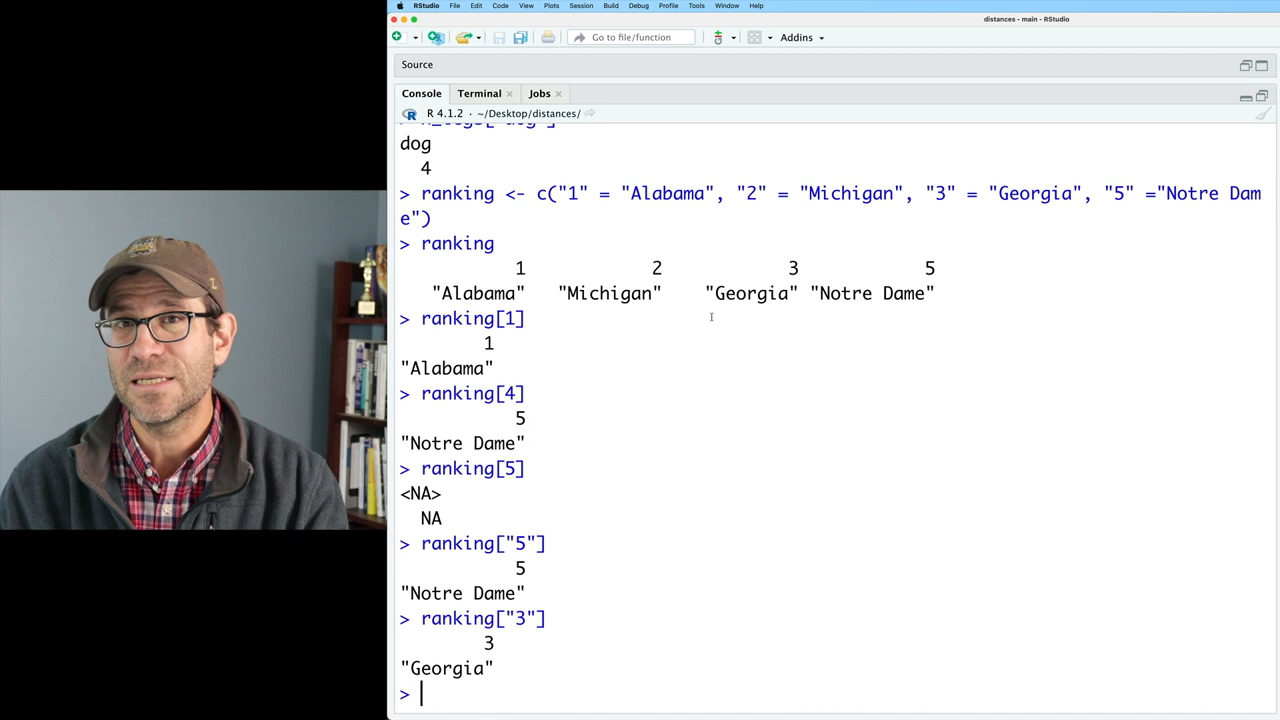 RStudio File Edit Code View Plots Session Build Debug Profile Tools Window Help
distances - main - RStudio
Go to file/function Addins
Source
Console Terminal Jobs
R 4.1.2 · ~/Desktop/distances/
dog
4
> ranking <- c("1" = "Alabama", "2" = "Michigan", "3" = "Georgia", "5" ="Notre Dam
e")
> ranking
1 2 3 5
"Alabama" "Michigan" "Georgia" "Notre Dame"
> ranking[1]
1
"Alabama"
> ranking[4]
5
"Notre Dame"
> ranking[5]
<NA>
NA
> ranking["5"]
5
"Notre Dame"
> ranking["3"]
3
"Georgia"
>